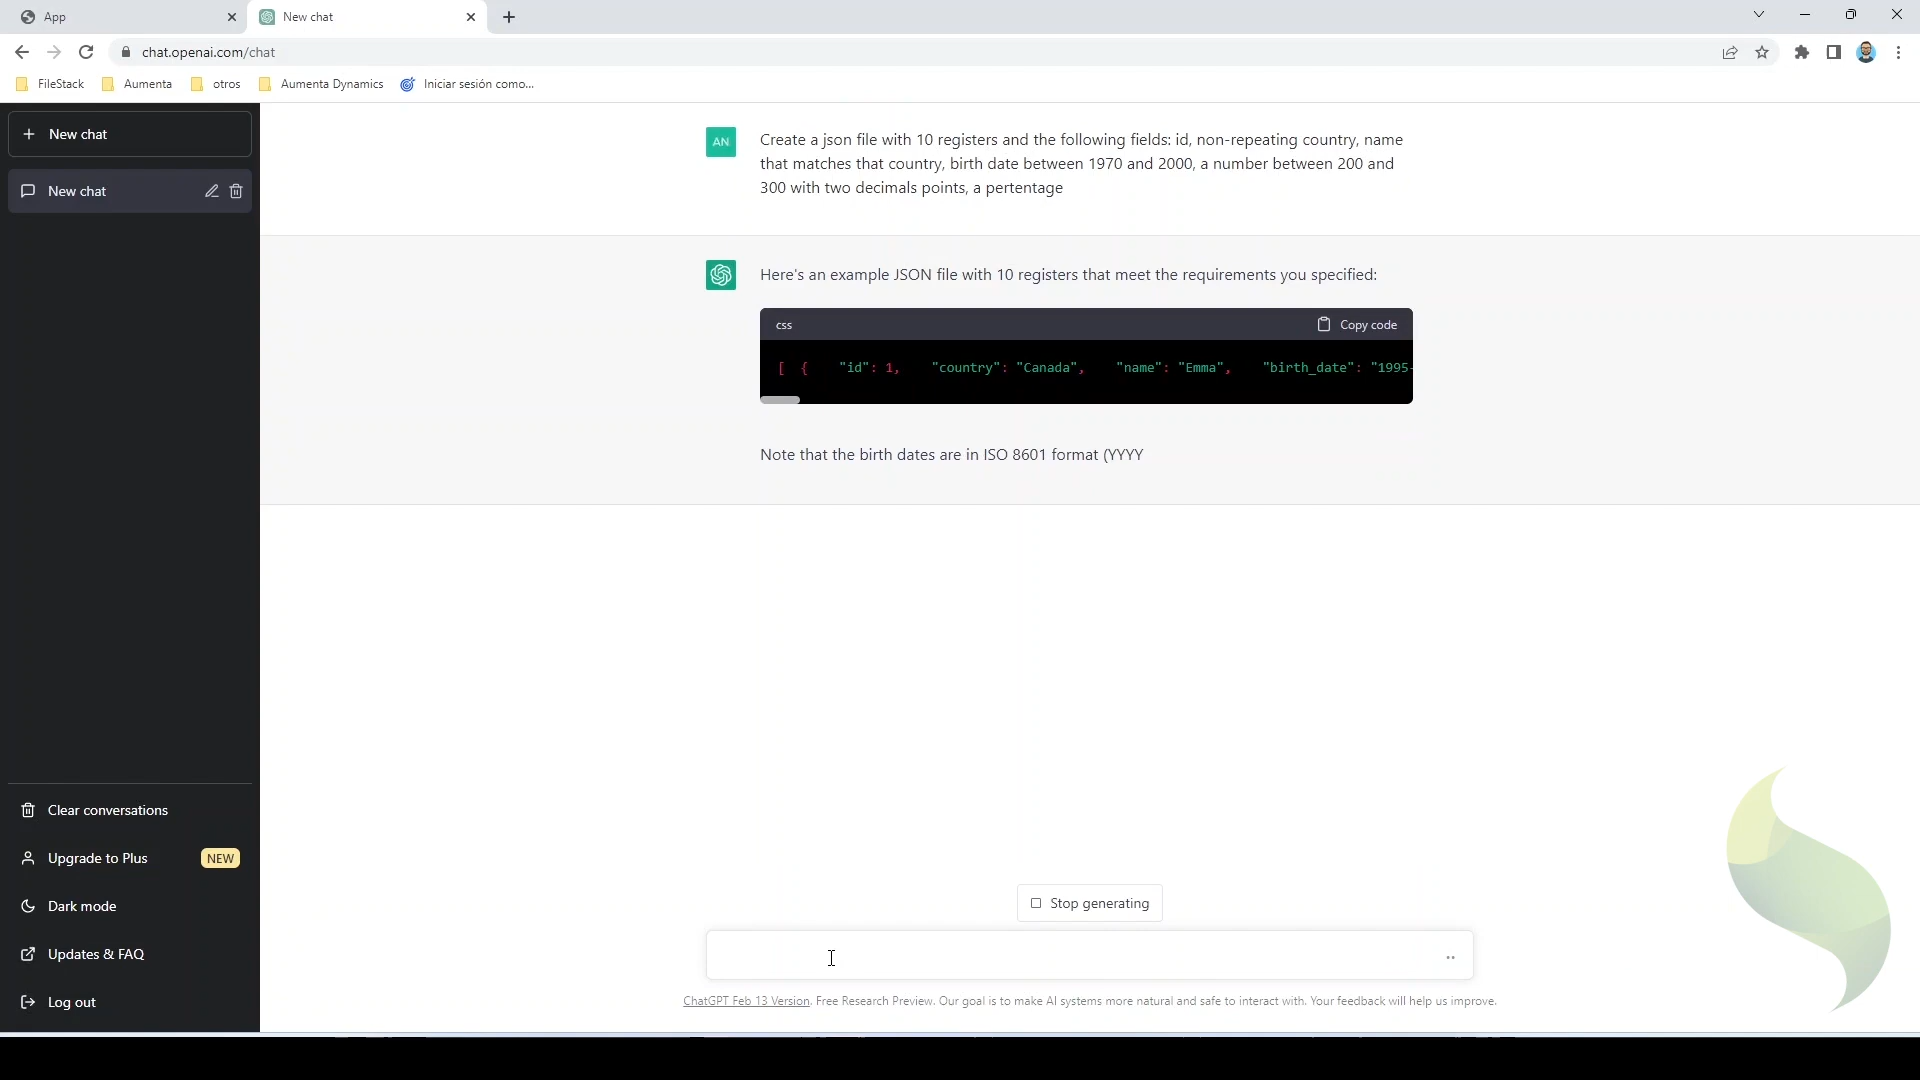 App
New chat
chat.openai.com/chat
FileStack
Aumenta
otros
Aumenta Dynamics
Iniciar sesión como...
New chat
New chat
AN
Create a json file with 10 registers and the following fields: id, non-repeating country, name
that matches that country, birth date between 1970 and 2000, a number between 200 and
300 with two decimals points, a pertentage
Here's an example JSON file with 10 registers that meet the requirements you specified:
css
Copy code
[ { "id": 1, "country": "Canada", "name": "Emma", "birth_date": "1995-
Note that the birth dates are in ISO 8601 format (YYYY
Clear conversations
Upgrade to Plus
NEW
Dark mode
Updates & FAQ
Log out
Stop generating
ChatGPT Feb 13 Version. Free Research Preview. Our goal is to make AI systems more natural and safe to interact with. Your feedback will help us improve.